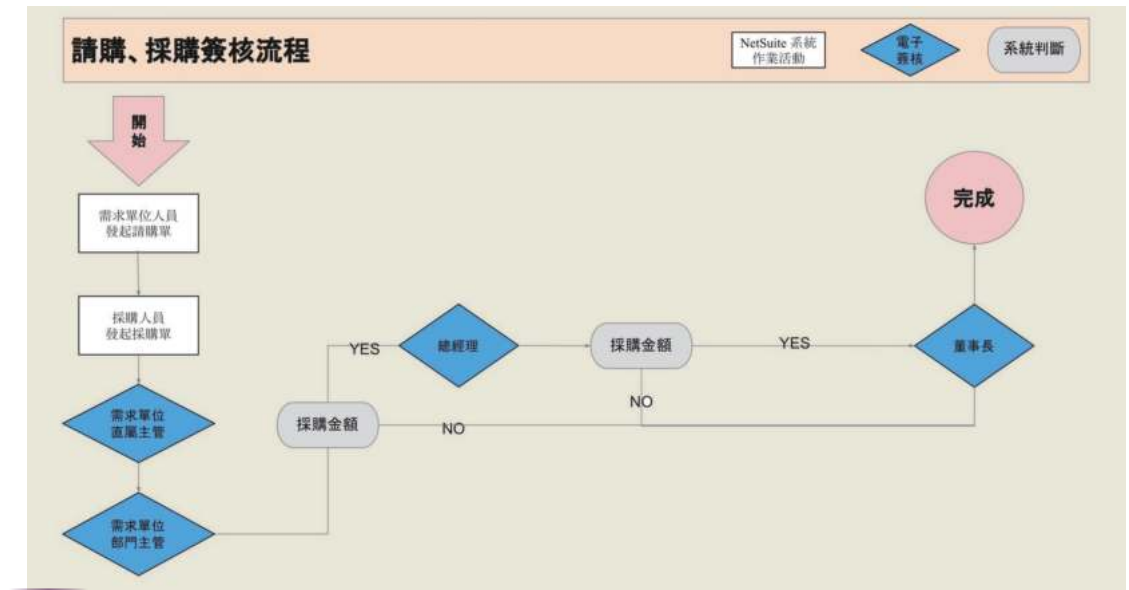 請購、採購簽核流程
NetSuite 系統
作業活動
電子
簽核
系統判斷
開
始
需求單位人員
發起請購單
採購人員
發起採購單
需求單位
直屬主管
需求單位
部門主管
採購金額
YES
NO
總經理
採購金額
YES
NO
董事長
完成